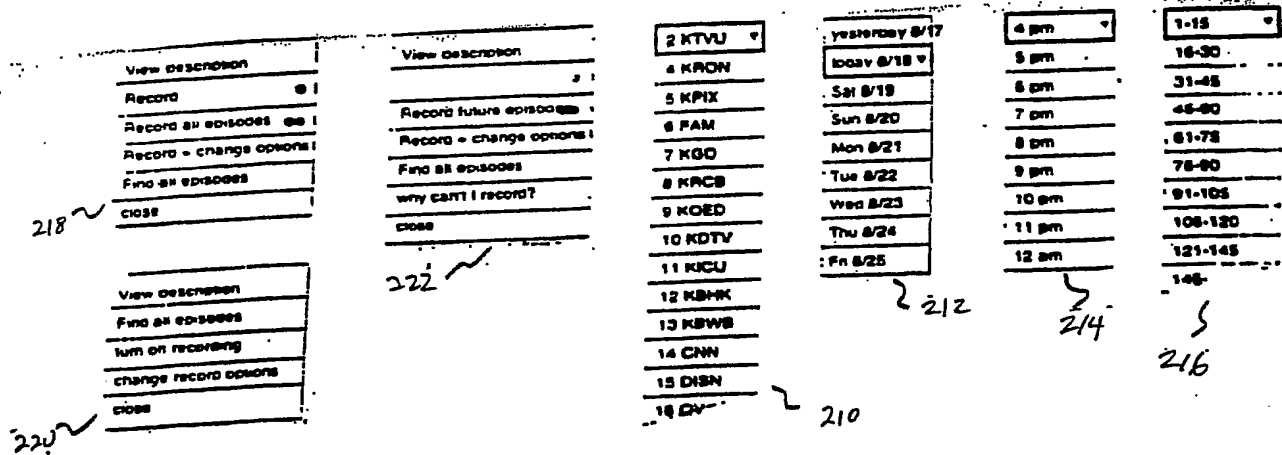 View Description
Record
Record all episodes
Record + change options
Find all episodes
close
218
View Description
Find all episodes
turn on recording
change record options
close
220
View Description
Record future episodes
Record + change options
Find all episodes
why can't I record?
close
222
2 KTVU
4 KRON
5 KPIX
6 FAM
7 KGO
8 KRCB
9 KQED
10 KDTV
11 KICU
12 KBHK
13 KBWB
14 CNN
15 DISN
16
210
yesterday 8/17
today 8/18
Sat 8/19
Sun 8/20
Mon 8/21
Tue 8/22
Wed 8/23
Thu 8/24
Fri 8/25
212
4 pm
5 pm
6 pm
7 pm
8 pm
9 pm
10 pm
11 pm
12 am
214
1-15
16-30
31-45
46-60
61-75
76-90
91-105
106-120
121-145
146-
216